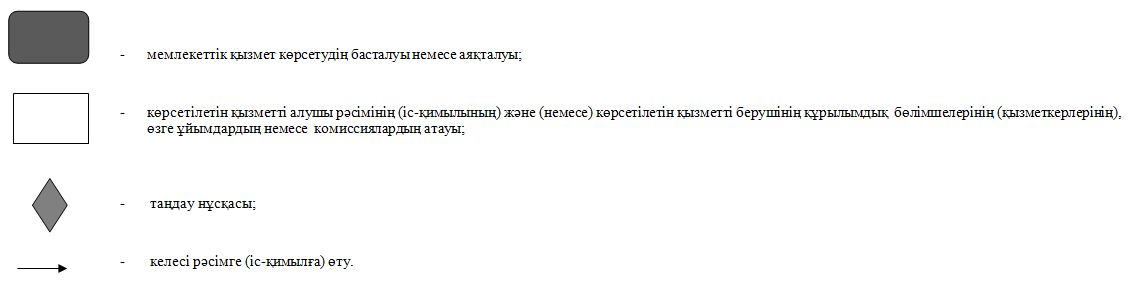 - мемлекеттік қызмет көрсетудің басталуы немесе аяқталуы;
- көрсетілетін қызметті алушы рәсімінің (іс-қимылының) және (немесе) көрсетілетін қызметті берушінің құрылымдық бөлімшелерінің (қызметкерлерінің),
өзге ұйымдардың немесе комиссиялардың атауы;
- таңдау нұсқасы;
- келесі рәсімге (іс-қимылға) өту.